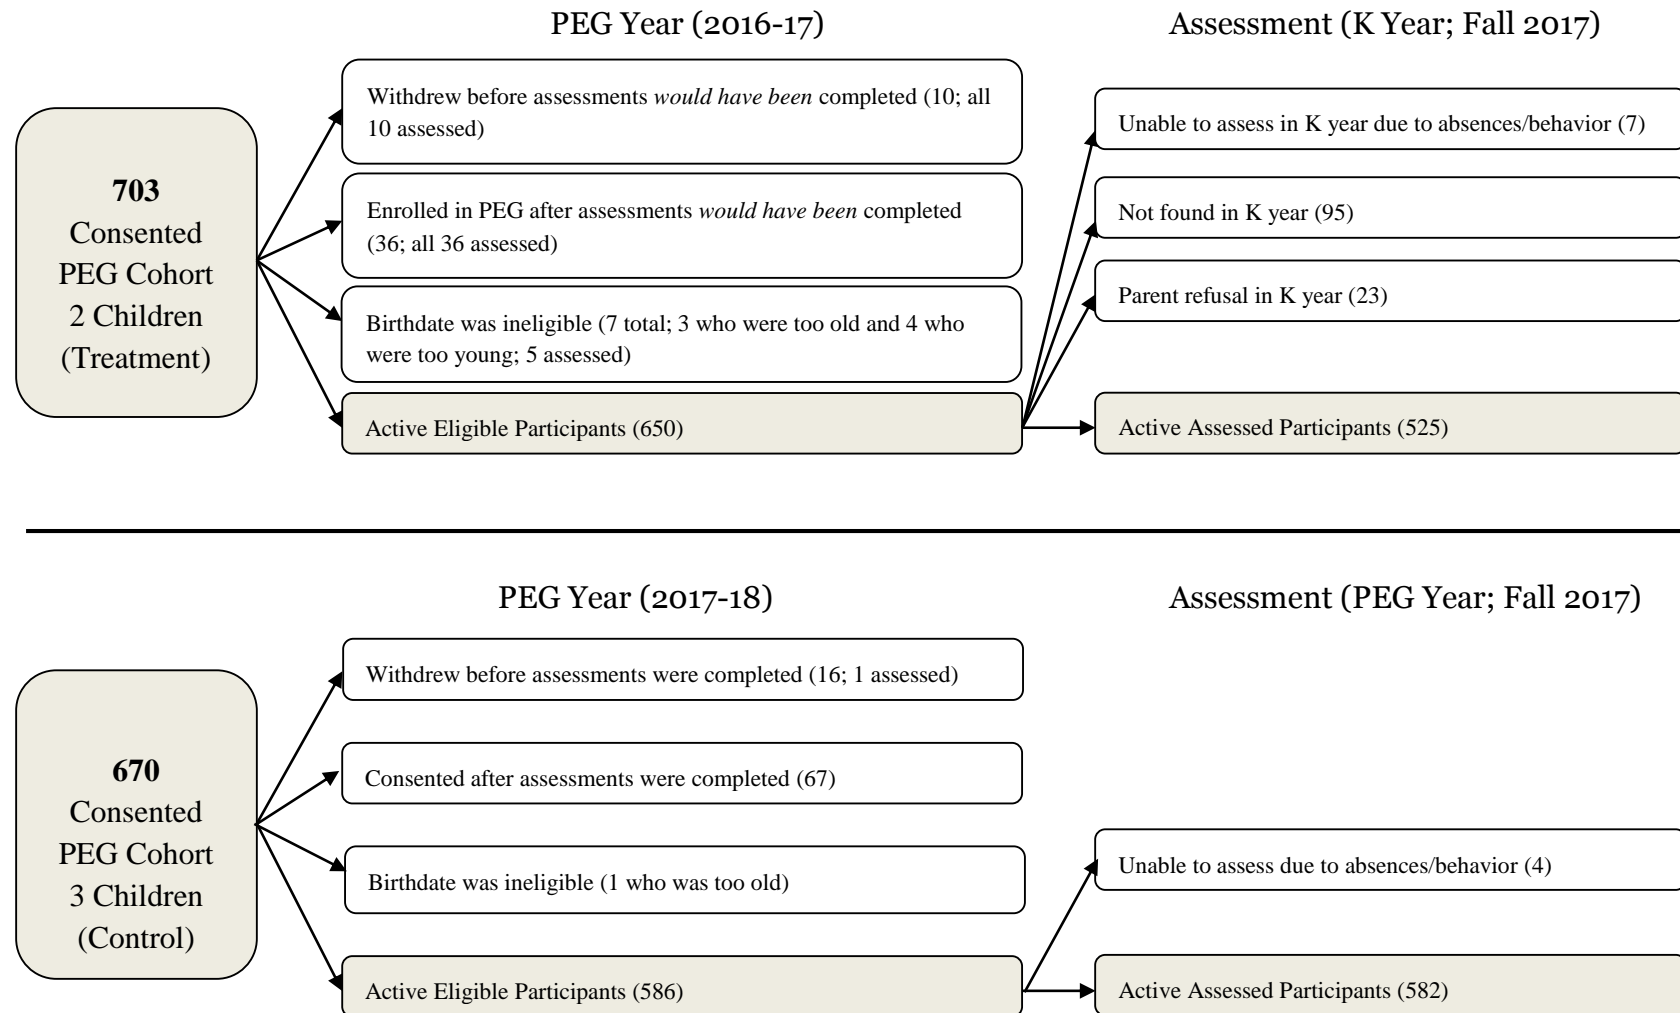 PEG Year (2016-17)
Assessment (K Year; Fall 2017)
703
Consented
PEG Cohort
2 Children
(Treatment)
Withdrew before assessments would have been completed (10; all
10 assessed)
Enrolled in PEG after assessments would have been completed
(36; all 36 assessed)
Birthdate was ineligible (7 total; 3 who were too old and 4 who
were too young; 5 assessed)
Active Eligible Participants (650)
Unable to assess in K year due to absences/behavior (7)
Not found in K year (95)
Parent refusal in K year (23)
Active Assessed Participants (525)
PEG Year (2017-18)
Assessment (PEG Year; Fall 2017)
670
Consented
PEG Cohort
3 Children
(Control)
Withdrew before assessments were completed (16; 1 assessed)
Consented after assessments were completed (67)
Birthdate was ineligible (1 who was too old)
Active Eligible Participants (586)
Unable to assess due to absences/behavior (4)
Active Assessed Participants (582)